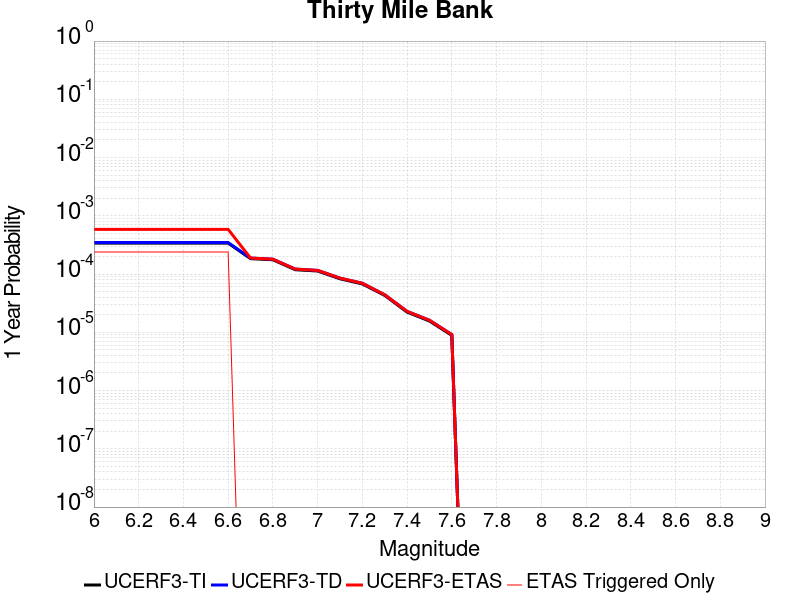 Thirty Mile Bank
10^0
10^-1
10^-2
10^-3
10^-4
10^-5
10^-6
10^-7
10^-8
1 Year Probability
6 6.2 6.4 6.6 6.8 7 7.2 7.4 7.6 7.8 8 8.2 8.4 8.6 8.8 9
Magnitude
UCERF3-TI UCERF3-TD UCERF3-ETAS ETAS Triggered Only